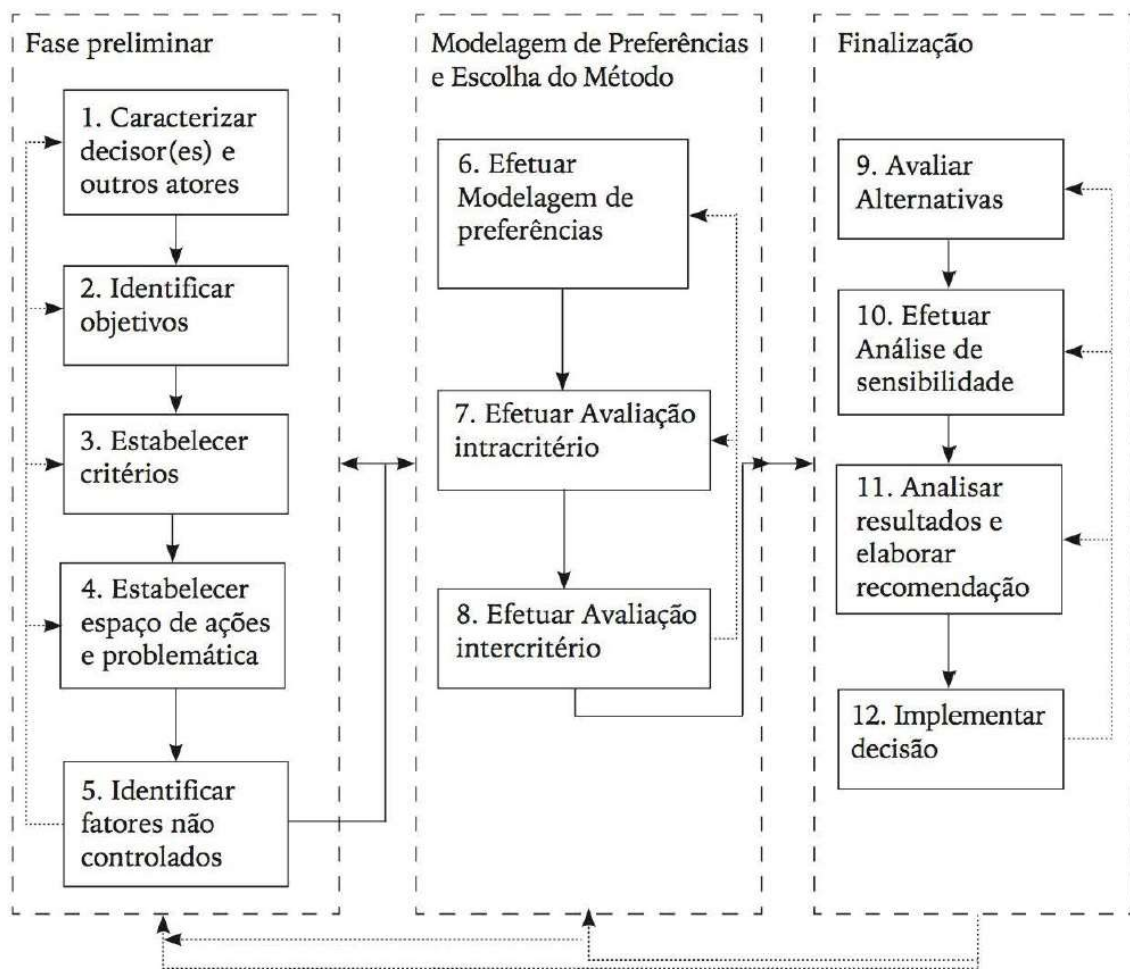 Fase preliminar
1. Caracterizar
decisor(es) e
outros atores
2. Identificar
objetivos
3. Estabelecer
critérios
4. Estabelecer
espaço de ações
e problemática
5. Identificar
fatores não
controlados
Modelagem de Preferências
e Escolha do Método
6. Efetuar
Modelagem de
preferências
7. Efetuar Avaliação
intracritério
8. Efetuar Avaliação
intercritério
Finalização
9. Avaliar
Alternativas
10. Efetuar
Análise de
sensibilidade
11. Analisar
resultados e
elaborar
recomendação
12. Implementar
decisão